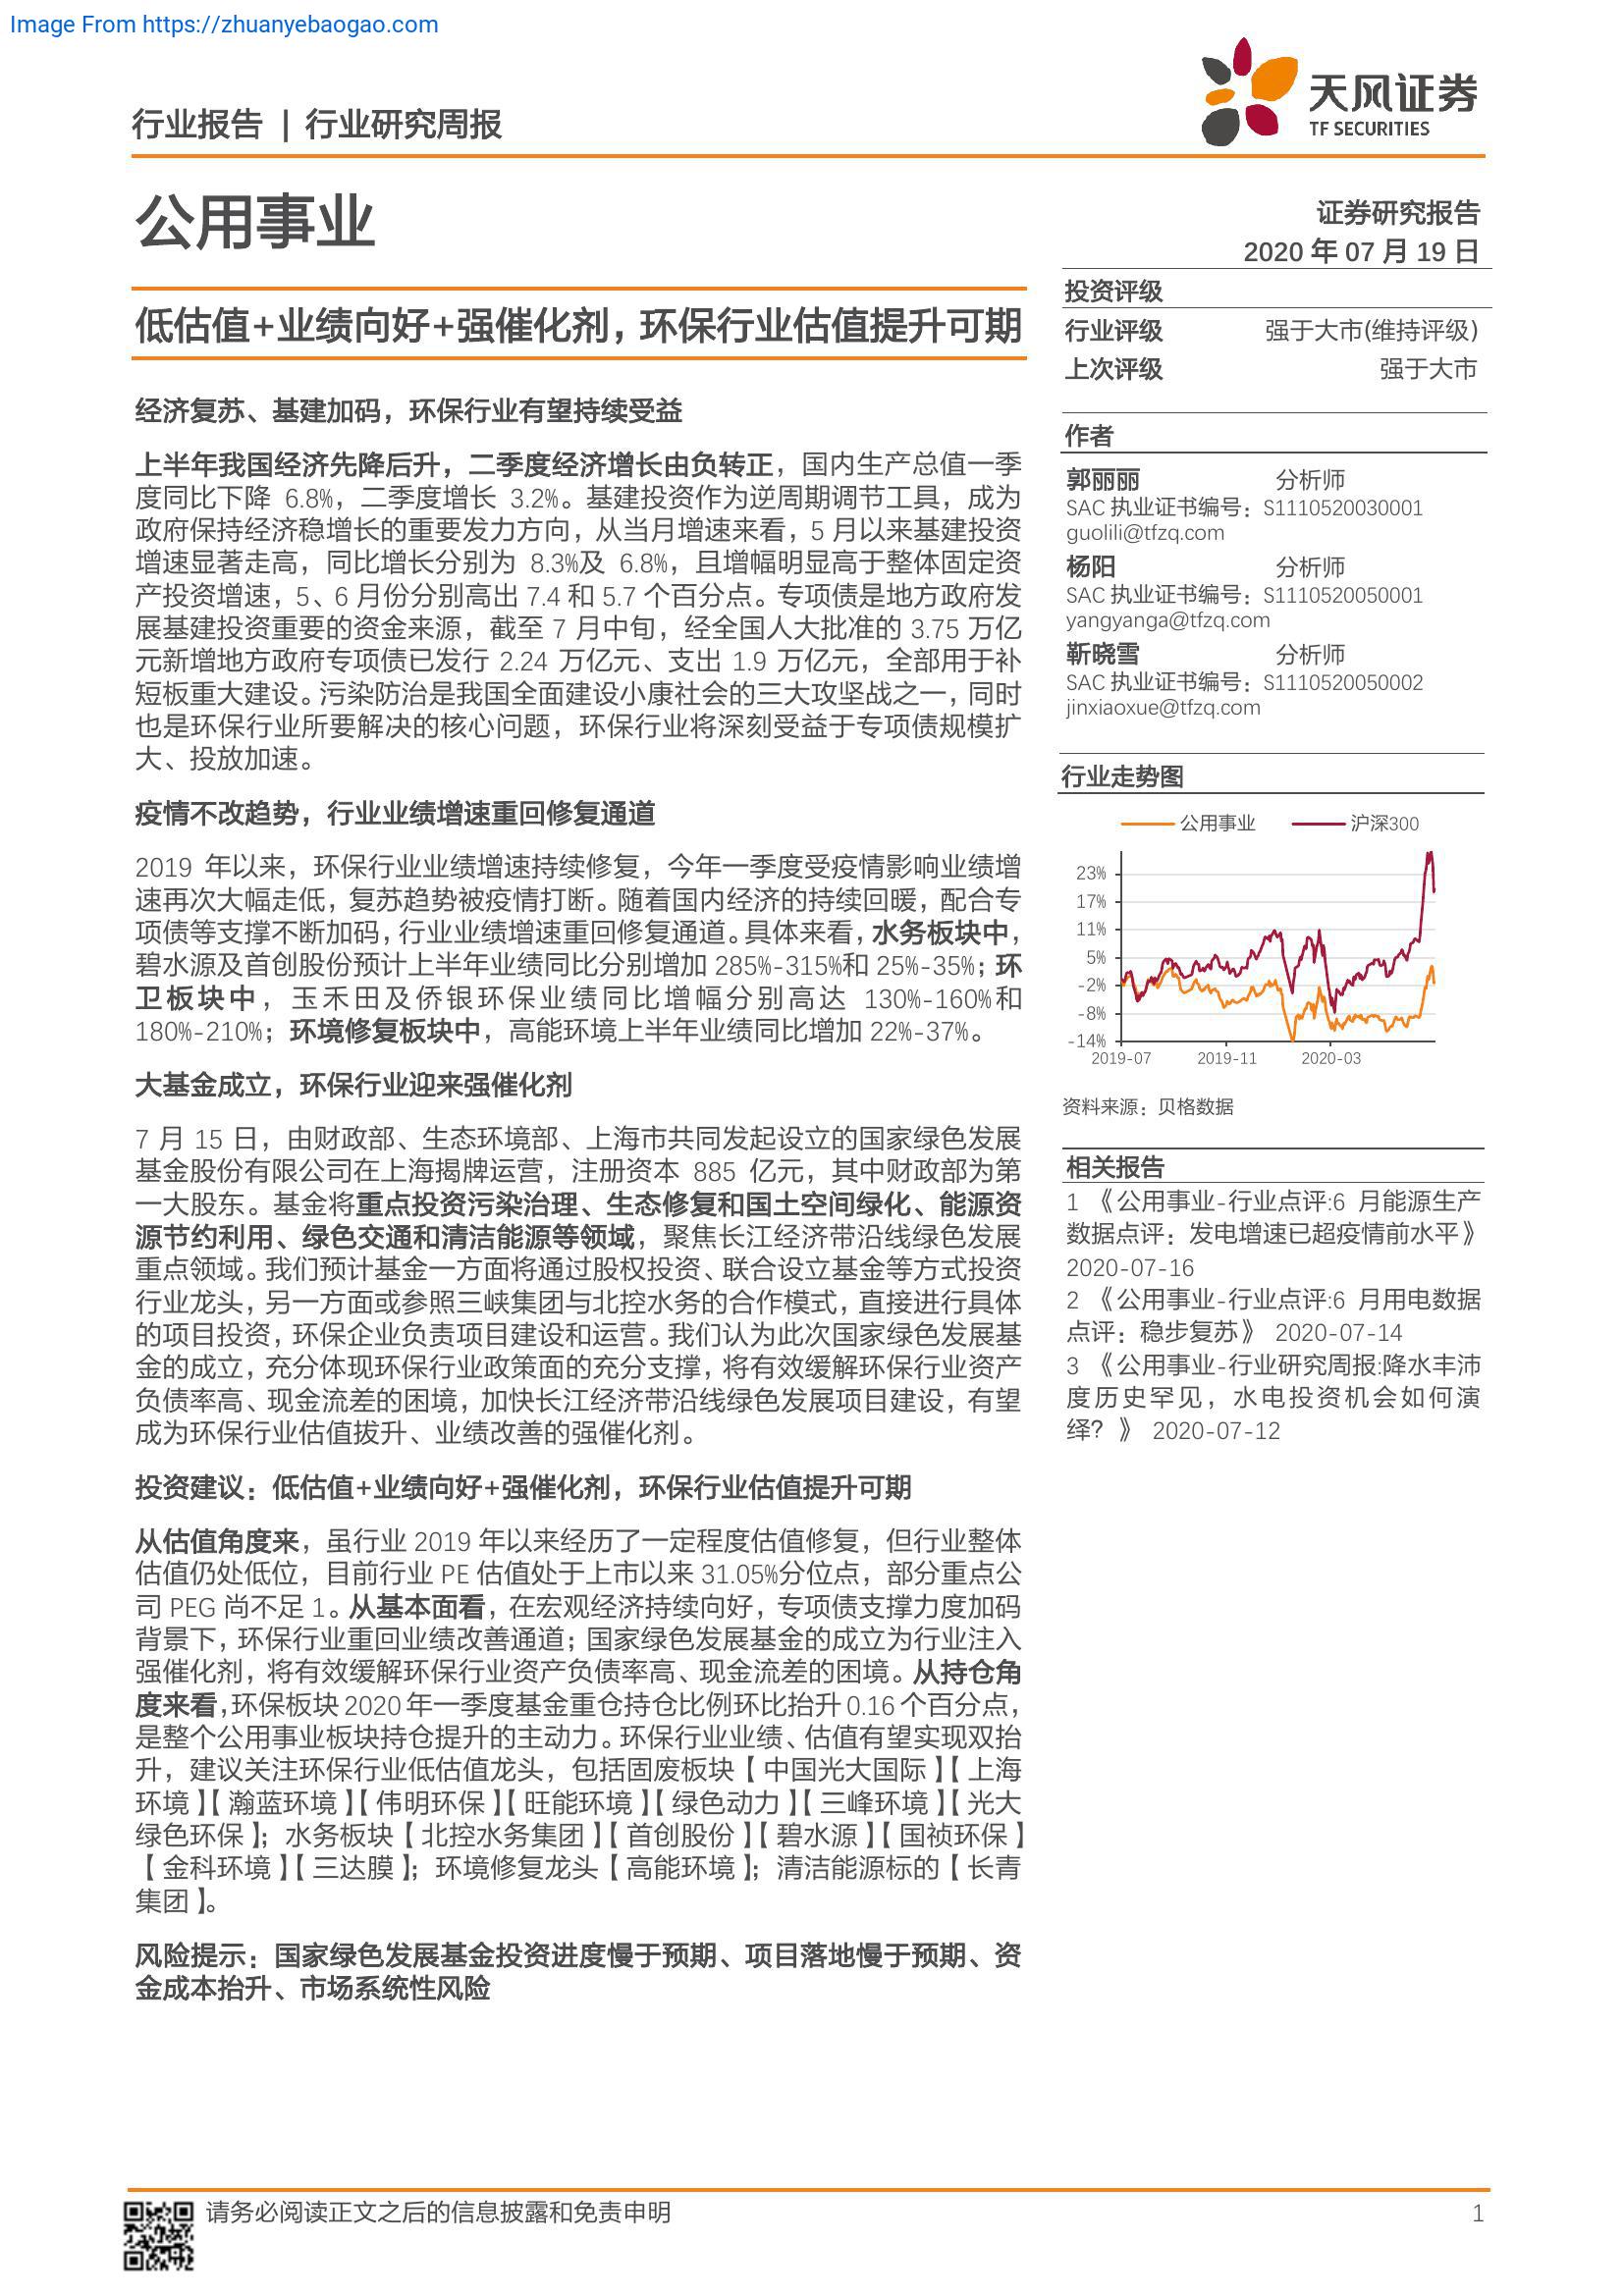 Image From https://zhuanyebaogao.com
行业报告 | 行业研究周报
天风证券
TF SECURITIES
公用事业
证券研究报告
2020 年 07 月 19 日
低估值+业绩向好+强催化剂，环保行业估值提升可期
经济复苏、基建加码，环保行业有望持续受益
上半年我国经济先降后升，二季度经济增长由负转正，国内生产总值一季
度同比下降 6.8%，二季度增长 3.2%。基建投资作为逆周期调节工具，成为
政府保持经济稳增长的重要发力方向，从当月增速来看，5 月以来基建投资
增速显著走高，同比增长分别为 8.3%及 6.8%，且增幅明显高于整体固定资
产投资增速，5、6 月份分别高出 7.4 和 5.7 个百分点。专项债是地方政府发
展基建投资重要的资金来源，截至 7 月中旬，经全国人大批准的 3.75 万亿
元新增地方政府专项债已发行 2.24 万亿元、支出 1.9 万亿元，全部用于补
短板重大建设。污染防治是我国全面建设小康社会的三大攻坚战之一，同时
也是环保行业所要解决的核心问题，环保行业将深刻受益于专项债规模扩
大、投放加速。
疫情不改趋势，行业业绩增速重回修复通道
2019 年以来，环保行业业绩增速持续修复，今年一季度受疫情影响业绩增
速再次大幅走低，复苏趋势被疫情打断。随着国内经济的持续回暖，配合专
项债等支撑不断加码，行业业绩增速重回修复通道。具体来看，水务板块中，
碧水源及首创股份预计上半年业绩同比分别增加 285%-315%和 25%-35%；环
卫板块中，玉禾田及侨银环保业绩同比增幅分别高达 130%-160%和
180%-210%；环境修复板块中，高能环境上半年业绩同比增加 22%-37%。
大基金成立，环保行业迎来强催化剂
7 月 15 日，由财政部、生态环境部、上海市共同发起设立的国家绿色发展
基金股份有限公司在上海揭牌运营，注册资本 885 亿元，其中财政部为第
一大股东。基金将重点投资污染治理、生态修复和国土空间绿化、能源资
源节约利用、绿色交通和清洁能源等领域，聚焦长江经济带沿线绿色发展
重点领域。我们预计基金一方面将通过股权投资、联合设立基金等方式投资
行业龙头，另一方面或参照三峡集团与北控水务的合作模式，直接进行具体
的项目投资，环保企业负责项目建设和运营。我们认为此次国家绿色发展基
金的成立，充分体现环保行业政策面的充分支撑，将有效缓解环保行业资产
负债率高、现金流差的困境，加快长江经济带沿线绿色发展项目建设，有望
成为环保行业估值拔升、业绩改善的强催化剂。
投资建议：低估值+业绩向好+强催化剂，环保行业估值提升可期
从估值角度来，虽行业 2019 年以来经历了一定程度估值修复，但行业整体
估值仍处低位，目前行业 PE 估值处于上市以来 31.05%分位点，部分重点公
司 PEG 尚不足 1。从基本面看，在宏观经济持续向好，专项债支撑力度加码
背景下，环保行业重回业绩改善通道；国家绿色发展基金的成立为行业注入
强催化剂，将有效缓解环保行业资产负债率高、现金流差的困境。从持仓角
度来看，环保板块 2020 年一季度基金重仓持仓比例环比抬升 0.16 个百分点，
是整个公用事业板块持仓提升的主动力。环保行业业绩、估值有望实现双抬
升，建议关注环保行业低估值龙头，包括固废板块【中国光大国际】【上海
环境】【瀚蓝环境】【伟明环保】【旺能环境】【绿色动力】【三峰环境】【光大
绿色环保】；水务板块【北控水务集团】【首创股份】【碧水源】【国祯环保】
【金科环境】【三达膜】；环境修复龙头【高能环境】；清洁能源标的【长青
集团】。
风险提示：国家绿色发展基金投资进度慢于预期、项目落地慢于预期、资
金成本抬升、市场系统性风险
投资评级
行业评级 强于大市(维持评级)
上次评级 强于大市
作者
郭丽丽 分析师
SAC 执业证书编号：S1110520030001
guolili@tfzq.com
杨阳 分析师
SAC 执业证书编号：S1110520050001
yangyanga@tfzq.com
靳晓雪 分析师
SAC 执业证书编号：S1110520050002
jinxiaoxue@tfzq.com
行业走势图
公用事业 沪深300
23%
17%
11%
5%
-2%
-8%
-14%
2019-07 2019-11 2020-03
资料来源：贝格数据
相关报告
1 《公用事业-行业点评:6 月能源生产
数据点评：发电增速已超疫情前水平》
2020-07-16
2 《公用事业-行业点评:6 月用电数据
点评：稳步复苏》 2020-07-14
3 《公用事业-行业研究周报:降水丰沛
度历史罕见，水电投资机会如何演
绎？》 2020-07-12
请务必阅读正文之后的信息披露和免责申明
1